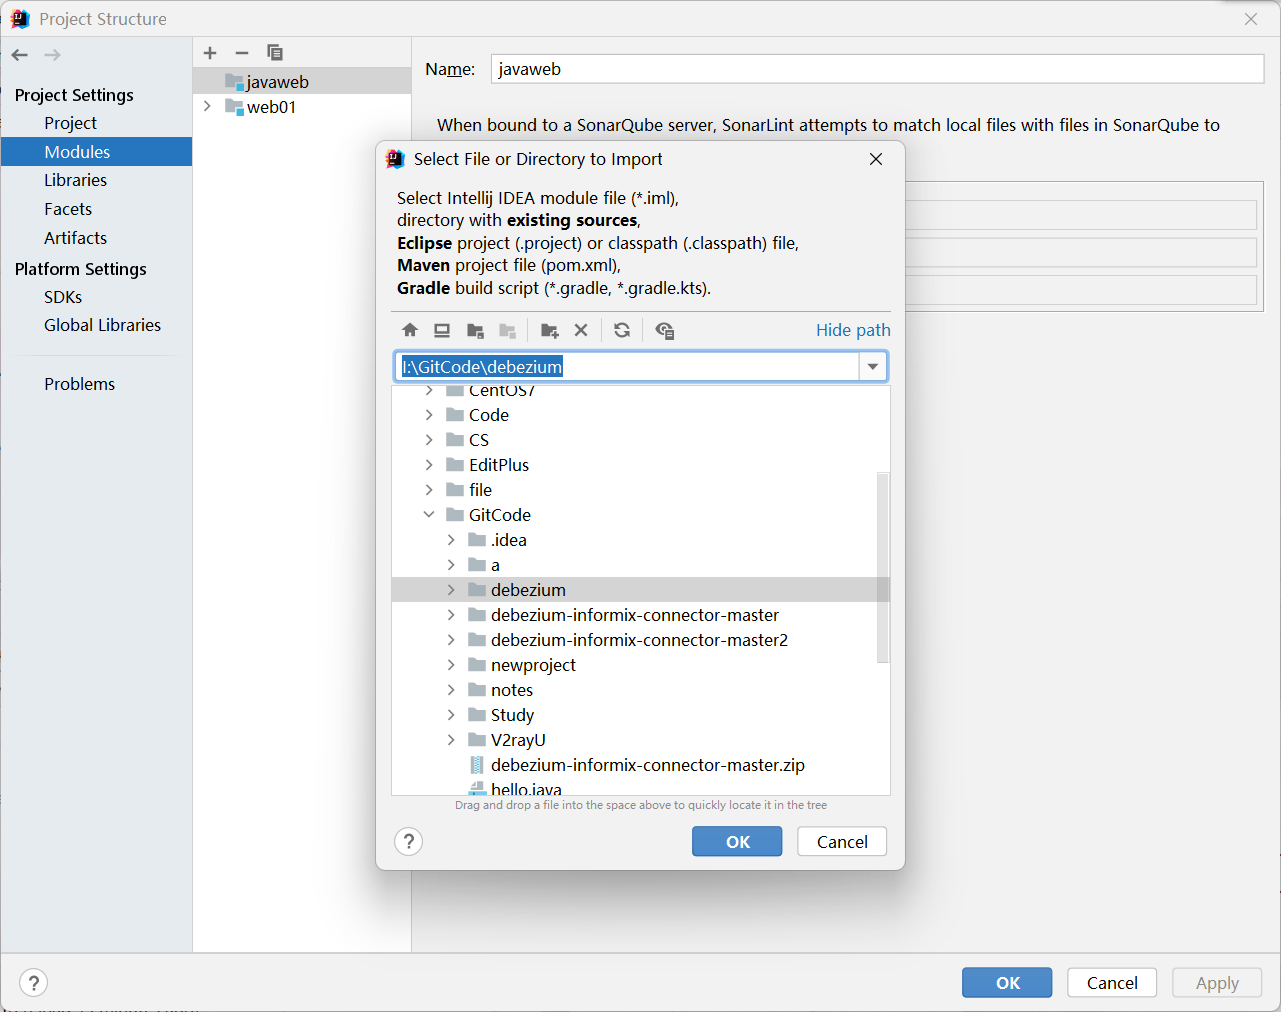 Project Structure
Project Settings
Project
Modules
Libraries
Facets
Artifacts
Platform Settings
SDKs
Global Libraries
Problems
javaweb
web01
Name: javaweb
When bound to a SonarQube server, SonarLint attempts to match local files with files in SonarQube to
Select File or Directory to Import
Select Intellij IDEA module file (*.iml),
directory with existing sources,
Eclipse project (.project) or classpath (.classpath) file,
Maven project file (pom.xml),
Gradle build script (*.gradle, *.gradle.kts).
Hide path
I:\GitCode\debezium
CentOS7
Code
CS
EditPlus
file
GitCode
.idea
a
debezium
debezium-informix-connector-master
debezium-informix-connector-master2
newproject
notes
Study
V2rayU
debezium-informix-connector-master.zip
hello.java
Drag and drop a file into the space above to quickly locate it in the tree
? OK Cancel
? OK Cancel Apply